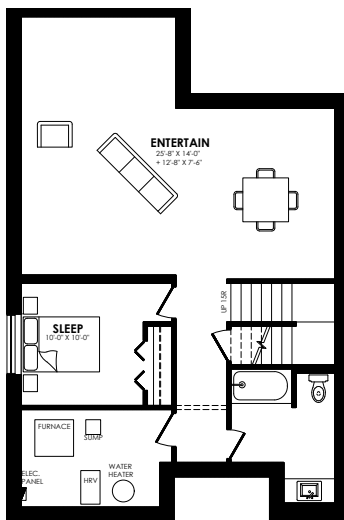 ENTERTAIN
25'-8" X 14'-0"
+ 12'-8" X 7'-6"
UP 15R
SLEEP
10'-0" X 10'-0"
FURNACE
SUMP
WATER
HEATER
ELEC.
PANEL
HRV